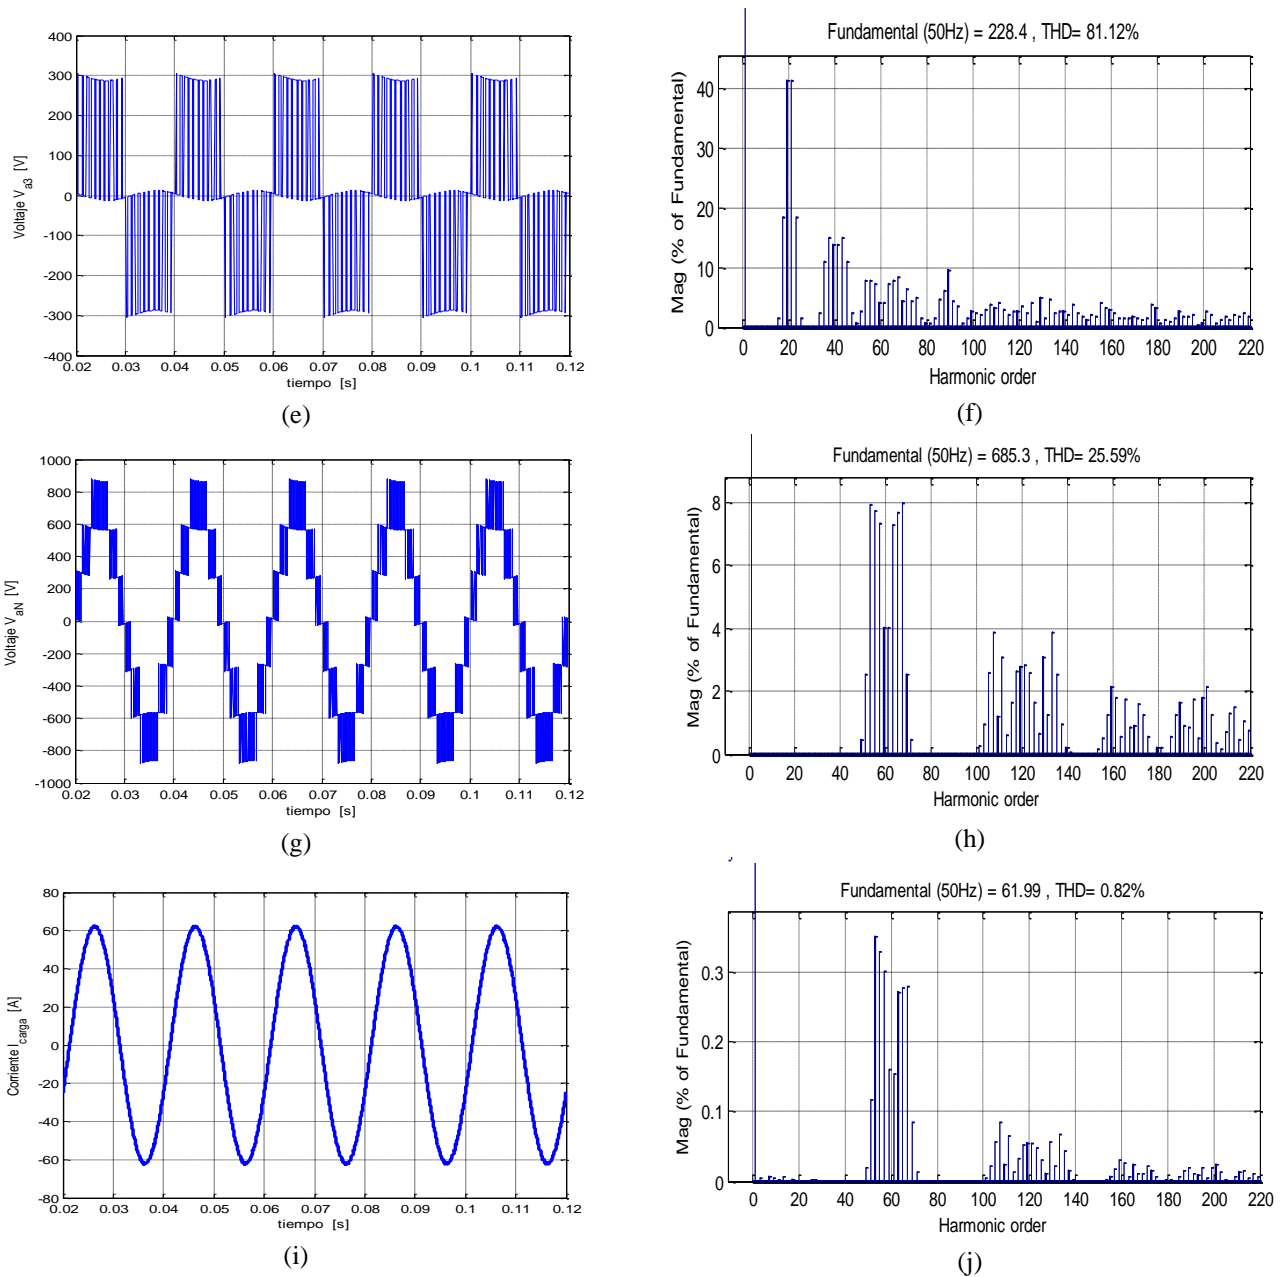 400
300
200
100
0
-100
-200
-300
-400
Voltaje Va3 [V]
0.02 0.03 0.04 0.05 0.06 0.07 0.08 0.09 0.1 0.11 0.12
tiempo [s]
(e)
Fundamental (50Hz) = 228.4 , THD= 81.12%
40
30
20
10
0
Mag (% of Fundamental)
0 20 40 60 80 100 120 140 160 180 200 220
Harmonic order
(f)
1000
800
600
400
200
0
-200
-400
-600
-800
-1000
Voltaje VaN [V]
0.02 0.03 0.04 0.05 0.06 0.07 0.08 0.09 0.1 0.11 0.12
tiempo [s]
(g)
Fundamental (50Hz) = 685.3 , THD= 25.59%
8
6
4
2
0
Mag (% of Fundamental)
0 20 40 60 80 100 120 140 160 180 200 220
Harmonic order
(h)
80
60
40
20
0
-20
-40
-60
-80
Corriente Icarga [A]
0.02 0.03 0.04 0.05 0.06 0.07 0.08 0.09 0.1 0.11 0.12
tiempo [s]
(i)
Fundamental (50Hz) = 61.99 , THD= 0.82%
0.3
0.2
0.1
0
Mag (% of Fundamental)
0 20 40 60 80 100 120 140 160 180 200 220
Harmonic order
(j)